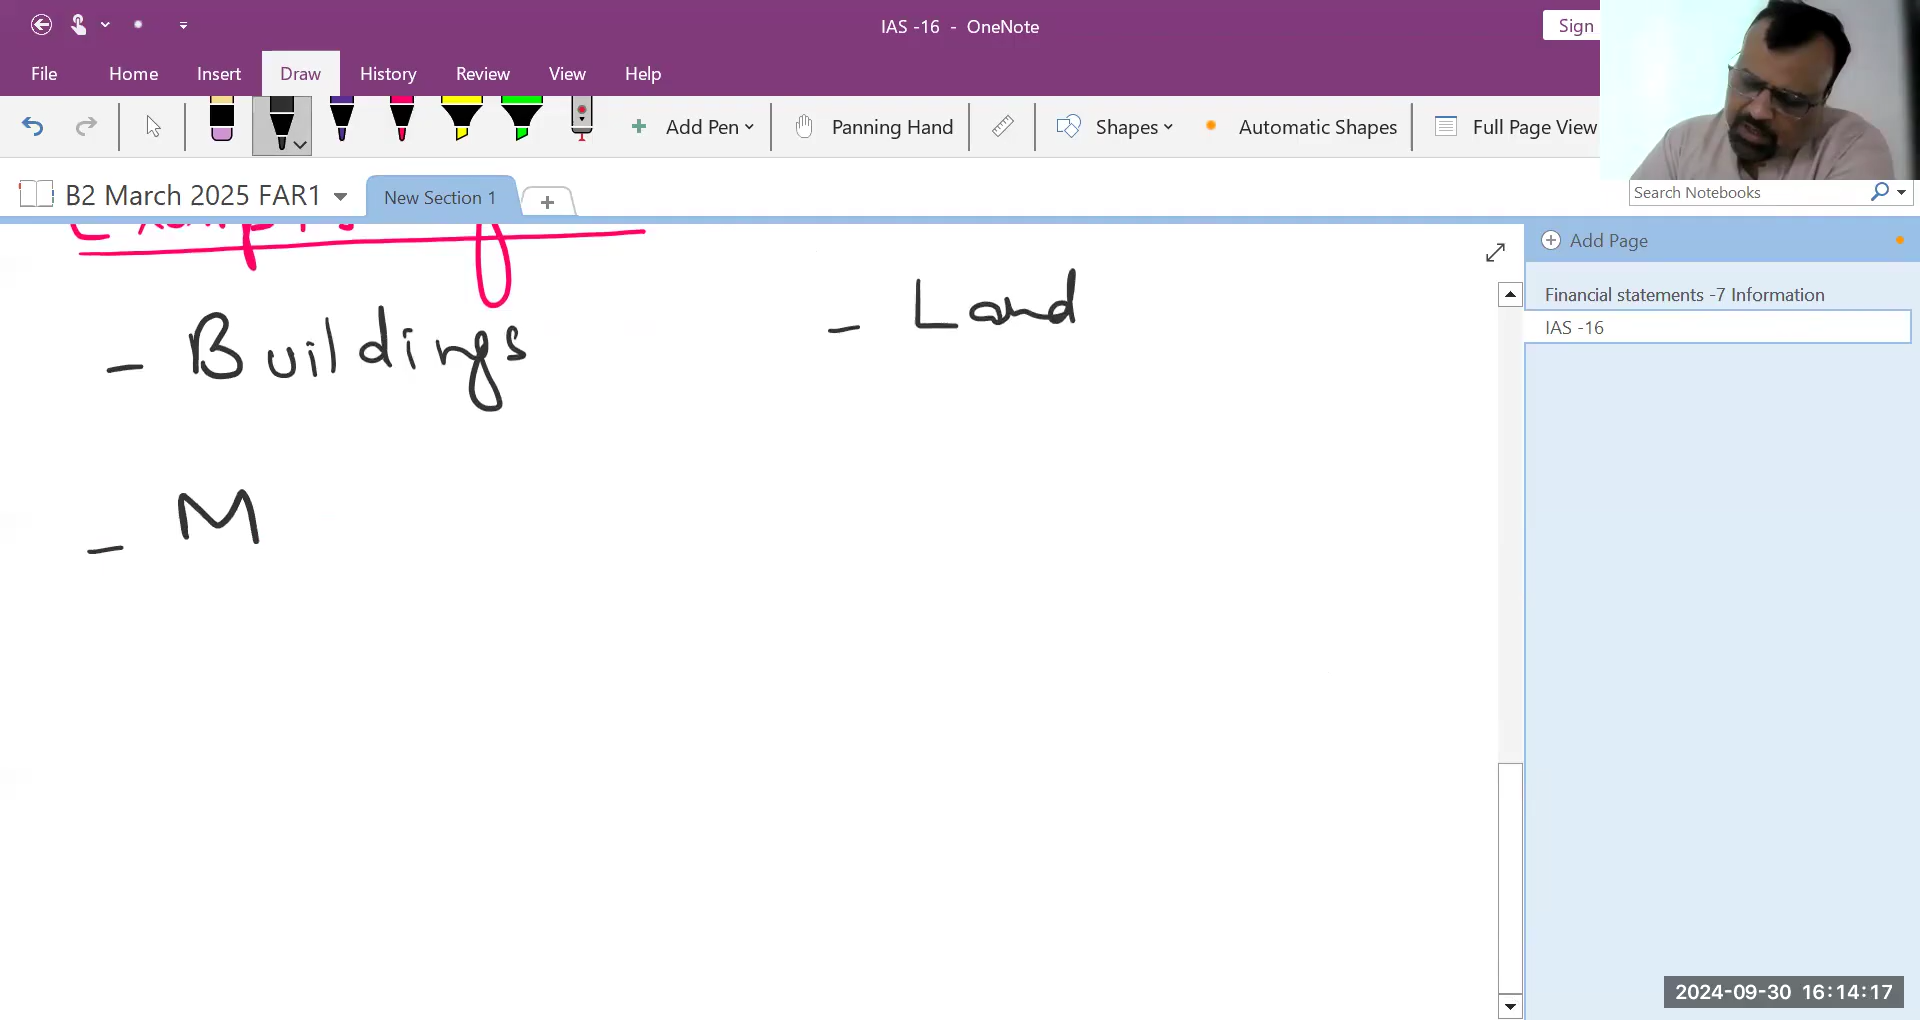 IAS -16 - OneNote
Sign
File Home Insert Draw History Review View Help
Add Pen Panning Hand Shapes Automatic Shapes Full Page View
B2 March 2025 FAR1 New Section 1
Search Notebooks
Add Page
Financial statements -7 Information
IAS -16
- Buildings
- Land
- M
2024-09-30 16:14:17